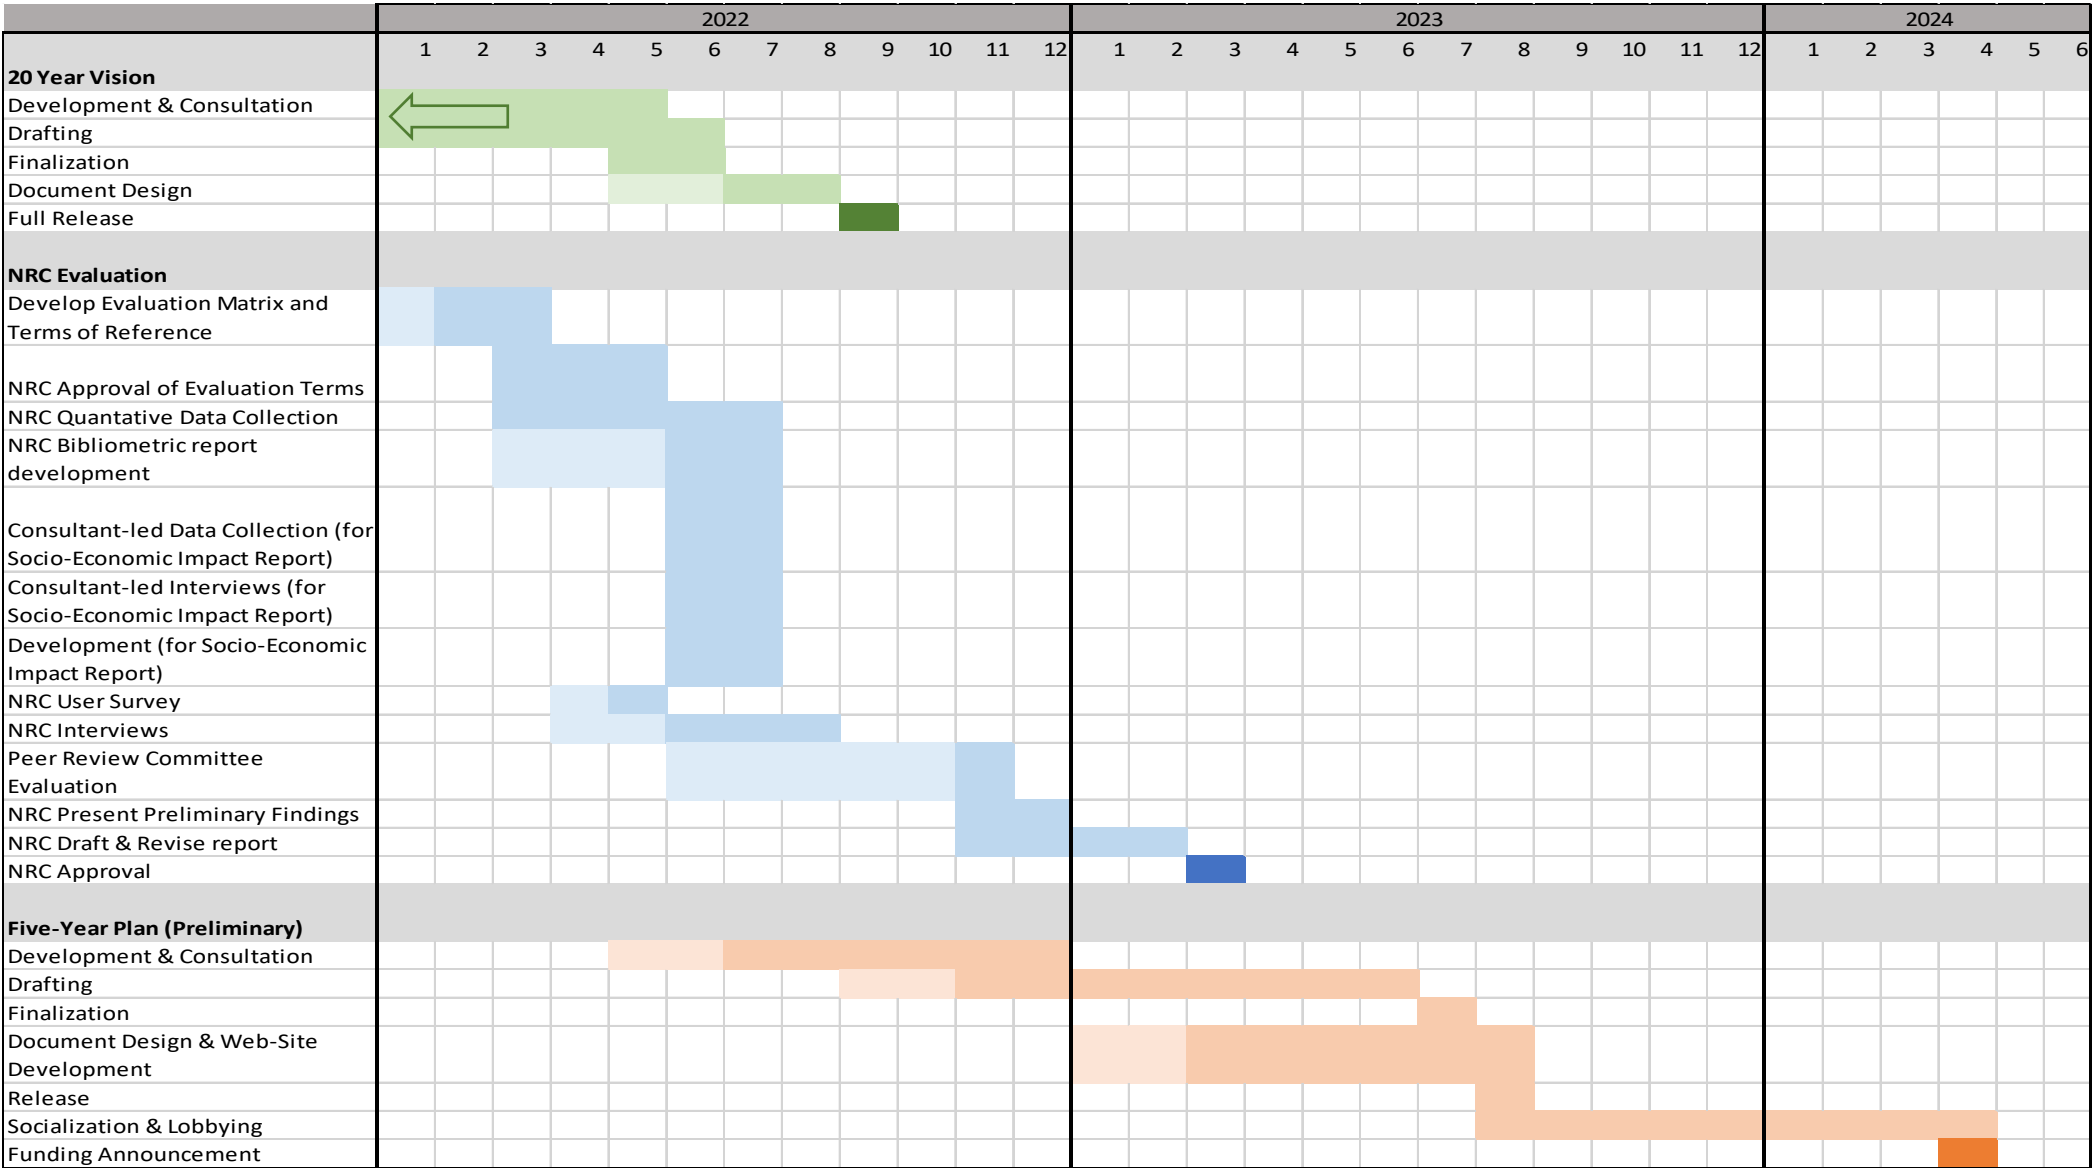 2022 2023 2024
1 2 3 4 5 6 7 8 9 10 11 12 1 2 3 4 5 6 7 8 9 10 11 12 1 2 3 4 5 6
20 Year Vision
Development & Consultation
Drafting
Finalization
Document Design
Full Release
NRC Evaluation
Develop Evaluation Matrix and
Terms of Reference
NRC Approval of Evaluation Terms
NRC Quantative Data Collection
NRC Bibliometric report
development
Consultant-led Data Collection (for
Socio-Economic Impact Report)
Consultant-led Interviews (for
Socio-Economic Impact Report)
Development (for Socio-Economic
Impact Report)
NRC User Survey
NRC Interviews
Peer Review Committee
Evaluation
NRC Present Preliminary Findings
NRC Draft & Revise report
NRC Approval
Five-Year Plan (Preliminary)
Development & Consultation
Drafting
Finalization
Document Design & Web-Site
Development
Release
Socialization & Lobbying
Funding Announcement